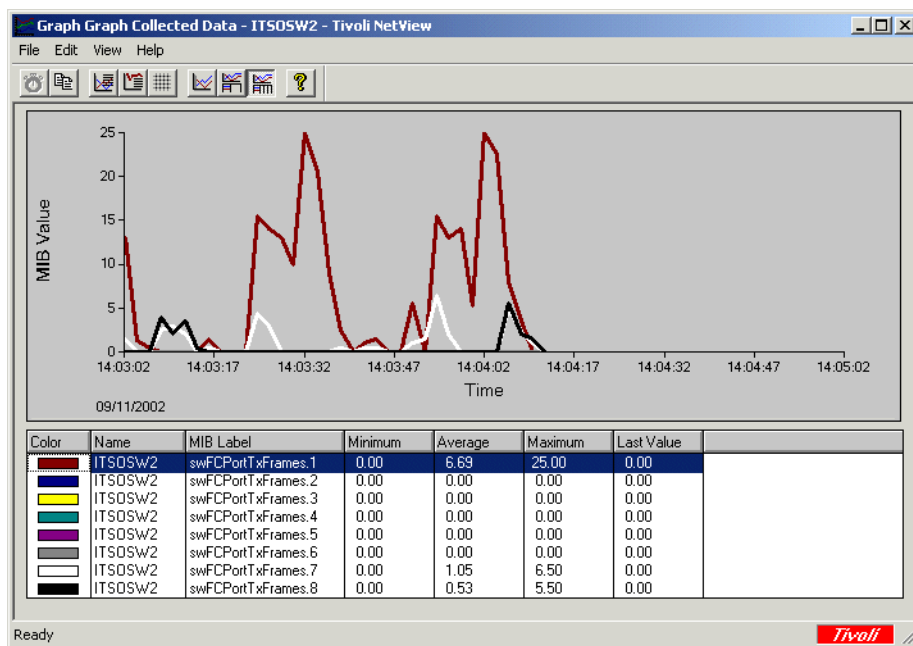 Graph Graph Collected Data - ITSOSW2 - Tivoli NetView
File Edit View Help
25
20
15
10
5
0
MIB Value
14:03:02 14:03:17 14:03:32 14:03:47 14:04:02 14:04:17 14:04:32 14:04:47 14:05:02
Time
09/11/2002
Color Name MIB Label Minimum Average Maximum Last Value
ITSOSW2 swFCPortTxFrames.1 0.00 6.69 25.00 0.00
ITSOSW2 swFCPortTxFrames.2 0.00 0.00 0.00 0.00
ITSOSW2 swFCPortTxFrames.3 0.00 0.00 0.00 0.00
ITSOSW2 swFCPortTxFrames.4 0.00 0.00 0.00 0.00
ITSOSW2 swFCPortTxFrames.5 0.00 0.00 0.00 0.00
ITSOSW2 swFCPortTxFrames.6 0.00 0.00 0.00 0.00
ITSOSW2 swFCPortTxFrames.7 0.00 1.05 6.50 0.00
ITSOSW2 swFCPortTxFrames.8 0.00 0.53 5.50 0.00
Ready Tivoli